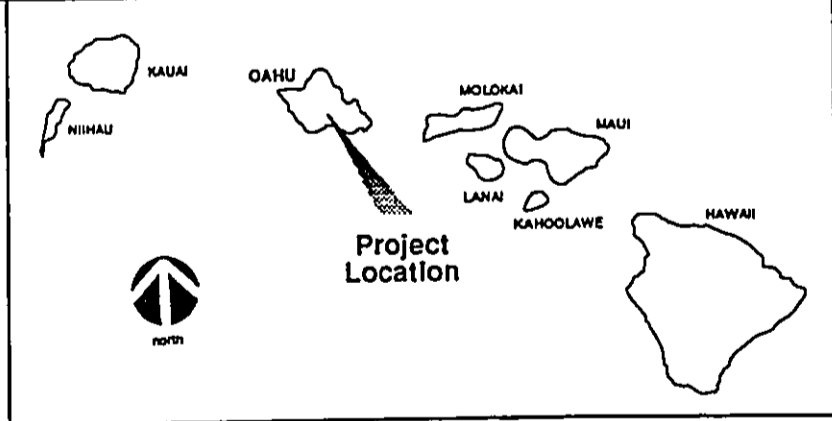 KAUAI
NIIHAU
OAHU
MOLOKAI
MAUI
LANAI
KAHOOLAWE
HAWAII
Project
Location
north